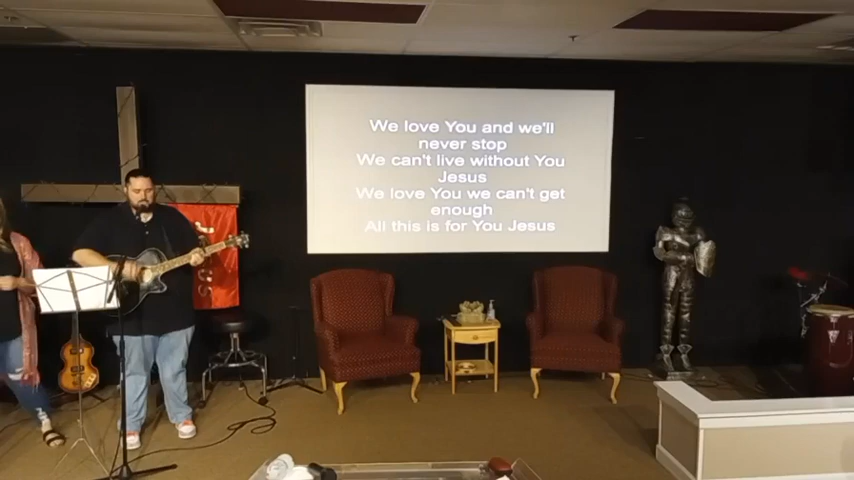 We love You and we'll
never stop
We can't live without You
Jesus
We love You we can't get
enough
All this is for You Jesus